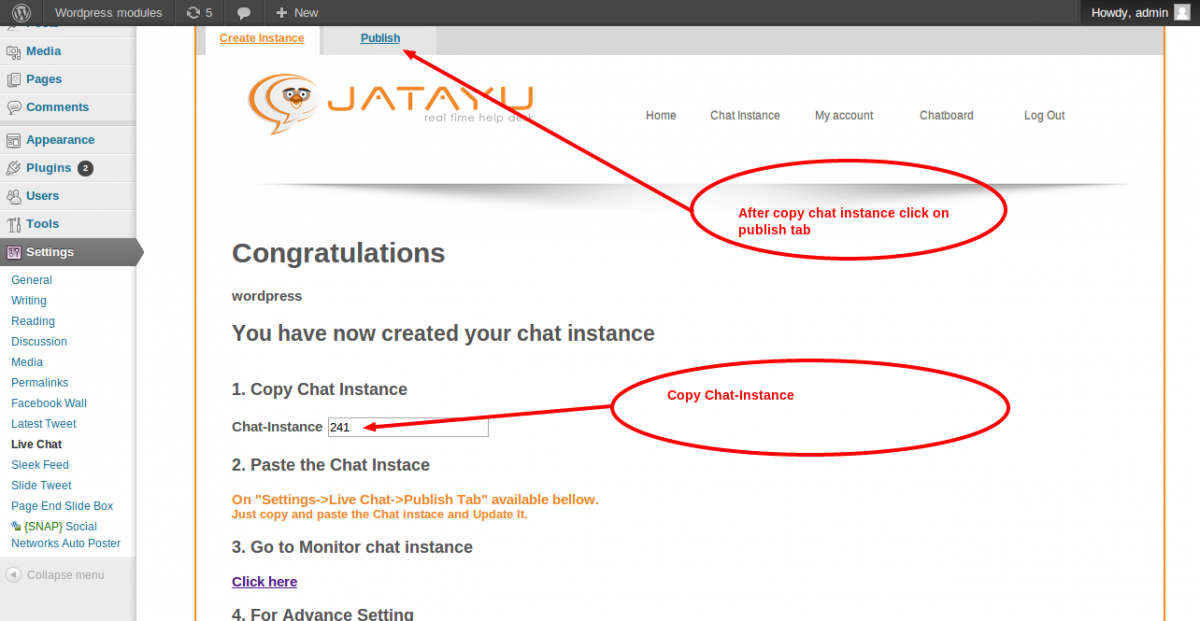 Wordpress modules
5
New
Howdy, admin
Media
Pages
Comments
Appearance
Plugins 2
Users
Tools
Settings
General
Writing
Reading
Discussion
Media
Permalinks
Facebook Wall
Latest Tweet
Live Chat
Sleek Feed
Slide Tweet
Page End Slide Box
{SNAP} Social
Networks Auto Poster
Collapse menu
Create Instance
Publish
JATAYU
real time help desk
Home
Chat Instance
My account
Chatboard
Log Out
After copy chat instance click on
publish tab
Congratulations
wordpress
You have now created your chat instance
1. Copy Chat Instance
Copy Chat-Instance
Chat-Instance 241
2. Paste the Chat Instace
On "Settings->Live Chat->Publish Tab" available bellow.
Just copy and paste the Chat instace and Update It.
3. Go to Monitor chat instance
Click here
4. For Advance Setting